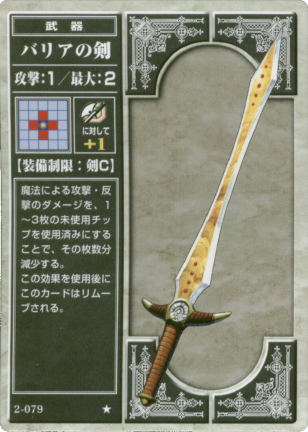 武器
バリアの剣
攻撃:1/最大:2
に対して
+1
【装備制限:剣C】
魔法による攻撃・反
撃のダメージを、1
~3枚の未使用チッ
プを使用済みにする
ことで、その枚数分
減少する。
この効果を使用後に
このカードはリムー
ブされる。
2-079 ★